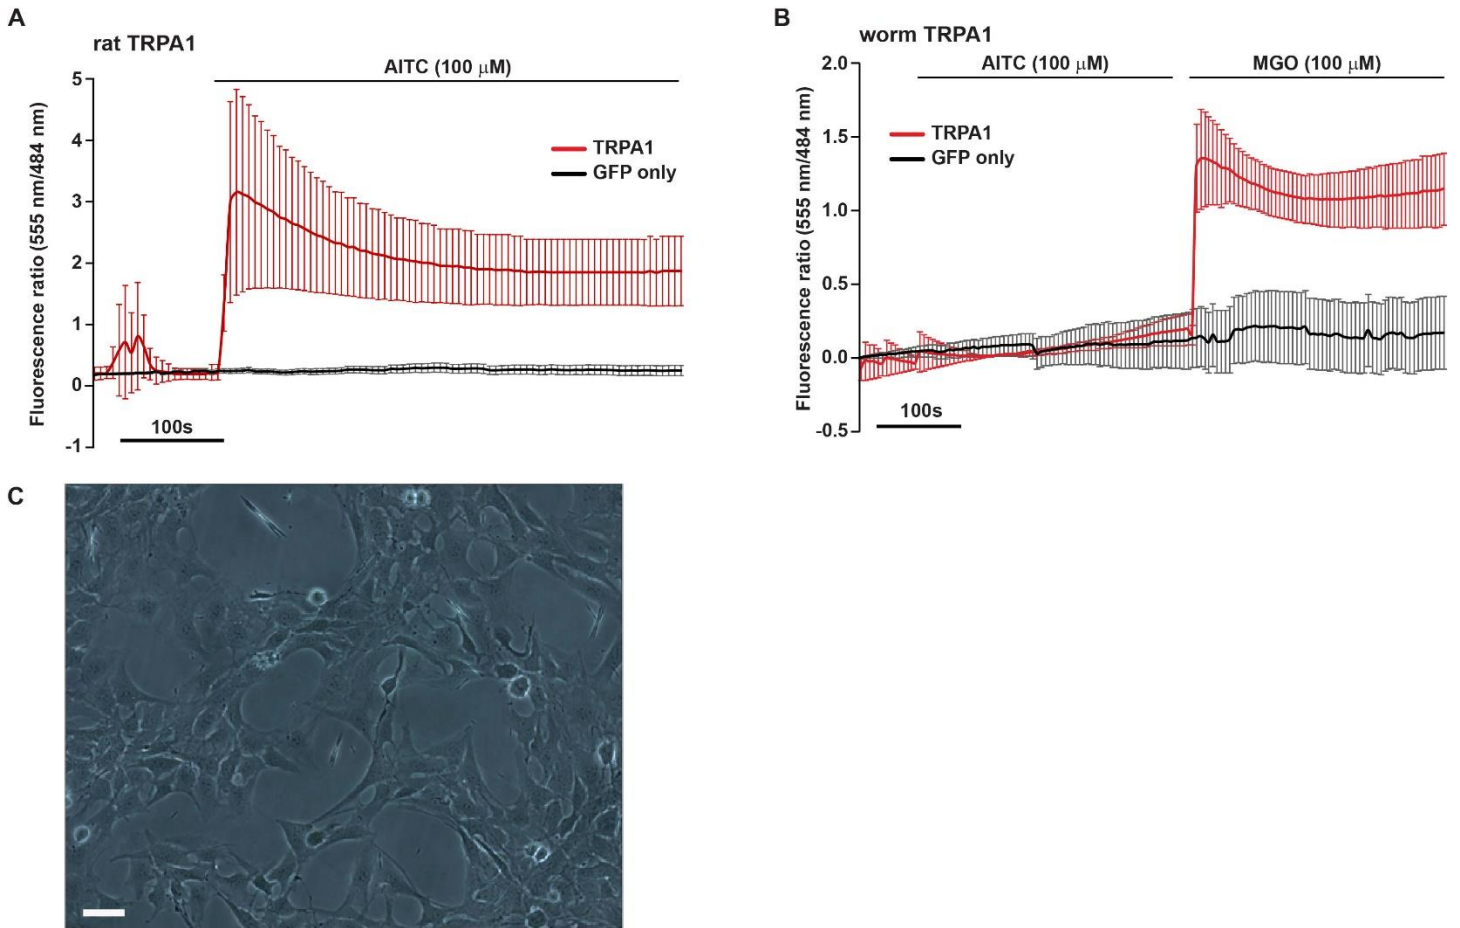 A
rat TRPA1
AITC (100 μM)
TRPA1
GFP only
Fluorescence ratio (555 nm/484 nm)
5
4
3
2
1
0
-1
100s
B
worm TRPA1
AITC (100 μM)
MGO (100 μM)
TRPA1
GFP only
Fluorescence ratio (555 nm/484 nm)
2.0
1.5
1.0
0.5
0.0
-0.5
100s
C